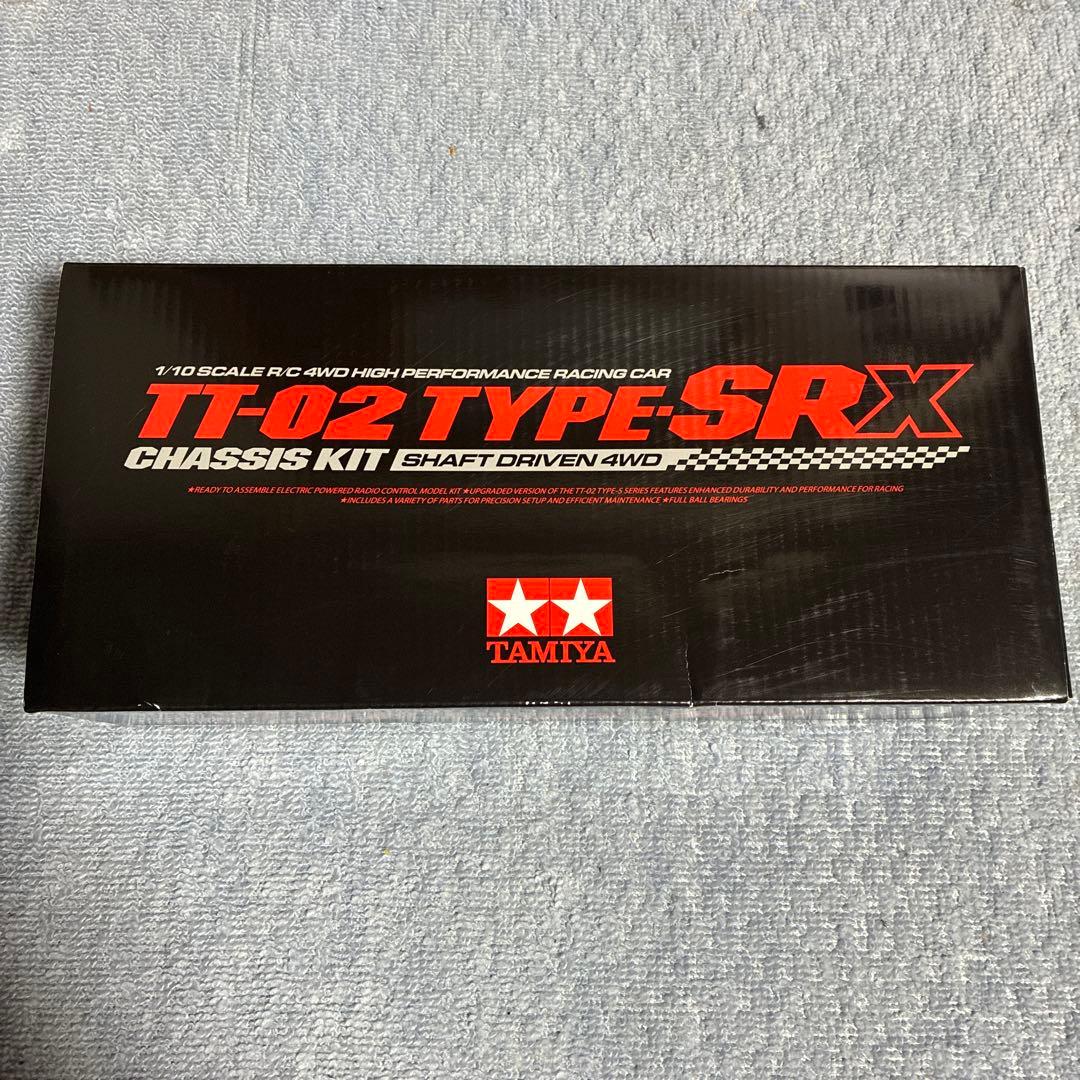 1/10 SCALE R/C 4WD HIGH PERFORMANCE RACING CAR
TT-02 TYPE-SRX
CHASSIS KIT SHAFT DRIVEN 4WD
★READY TO ASSEMBLE ELECTRIC POWERED RADIO CONTROL MODEL KIT ★UPGRADED VERSION OF THE TT-02 TYPE-S SERIES FEATURES ENHANCED DURABILITY AND PERFORMANCE FOR RACING
★INCLUDES A VARIETY OF PARTS FOR PRECISION SETUP AND EFFICIENT MAINTENANCE ★FULL BALL BEARINGS
TAMIYA